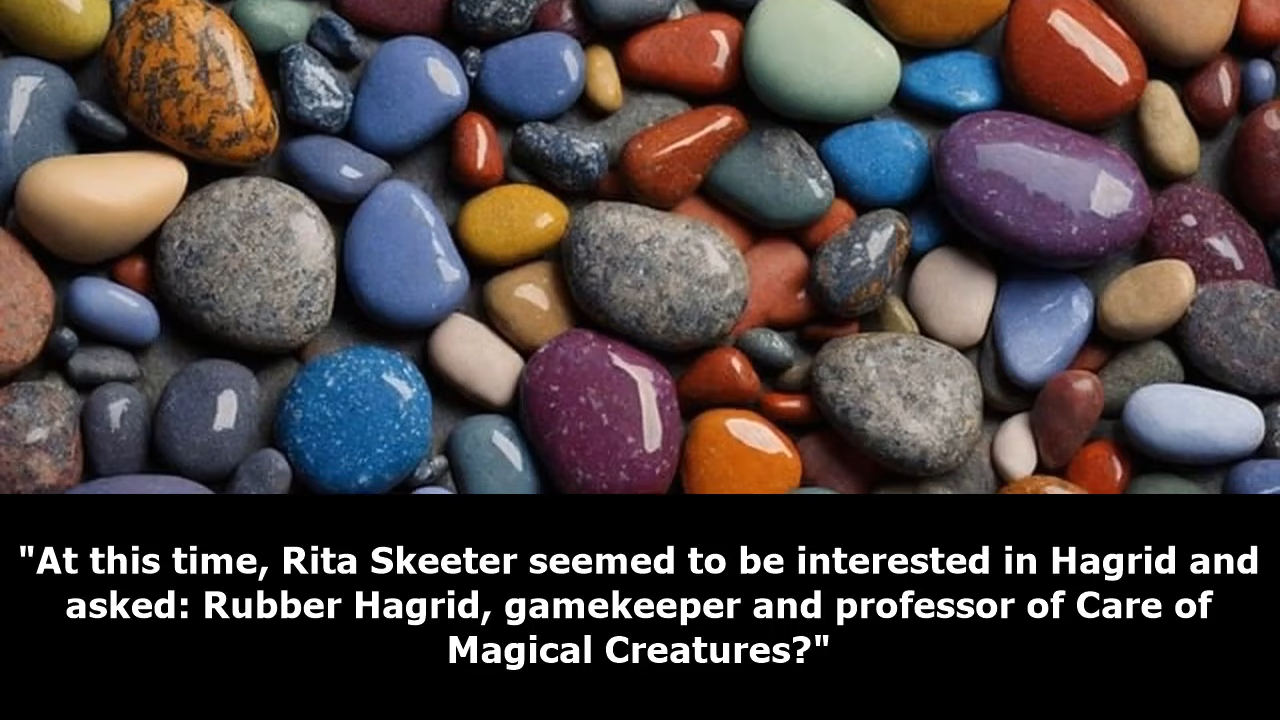 "At this time, Rita Skeeter seemed to be interested in Hagrid and
asked: Rubber Hagrid, gamekeeper and professor of Care of
Magical Creatures?"